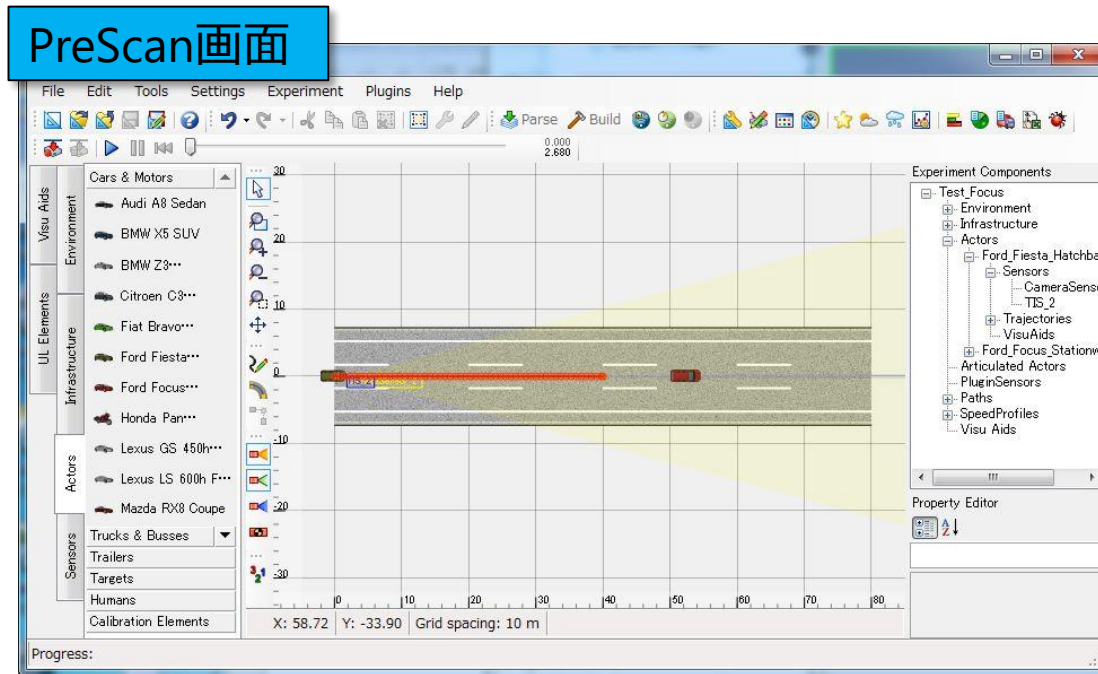 PreScan画面
File Edit Tools Settings Experiment Plugins Help
Parse Build
0.000
2.680
Visu Aids
UL Elements
Environment
Infrastructure
Actors
Sensors
Cars & Motors
Audi A8 Sedan
BMW X5 SUV
BMW Z3…
Citroen C3…
Fiat Bravo…
Ford Fiesta…
Ford Focus…
Honda Pan…
Lexus GS 450h…
Lexus LS 600h F…
Mazda RX8 Coupe
Trucks & Busses
Trailers
Targets
Humans
Calibration Elements
30
20
10
0
-10
-20
-30
TIS_2
0 10 20 30 40 50 60 70 80
X: 58.72 Y: -33.90 Grid spacing: 10 m
Experiment Components
Test_Focus
Environment
Infrastructure
Actors
Ford_Fiesta_Hatchba
Sensors
CameraSenso
TIS_2
Trajectories
VisuAids
Ford_Focus_Stationw
Articulated Actors
PluginSensors
Paths
SpeedProfiles
Visu Aids
Property Editor
Progress: